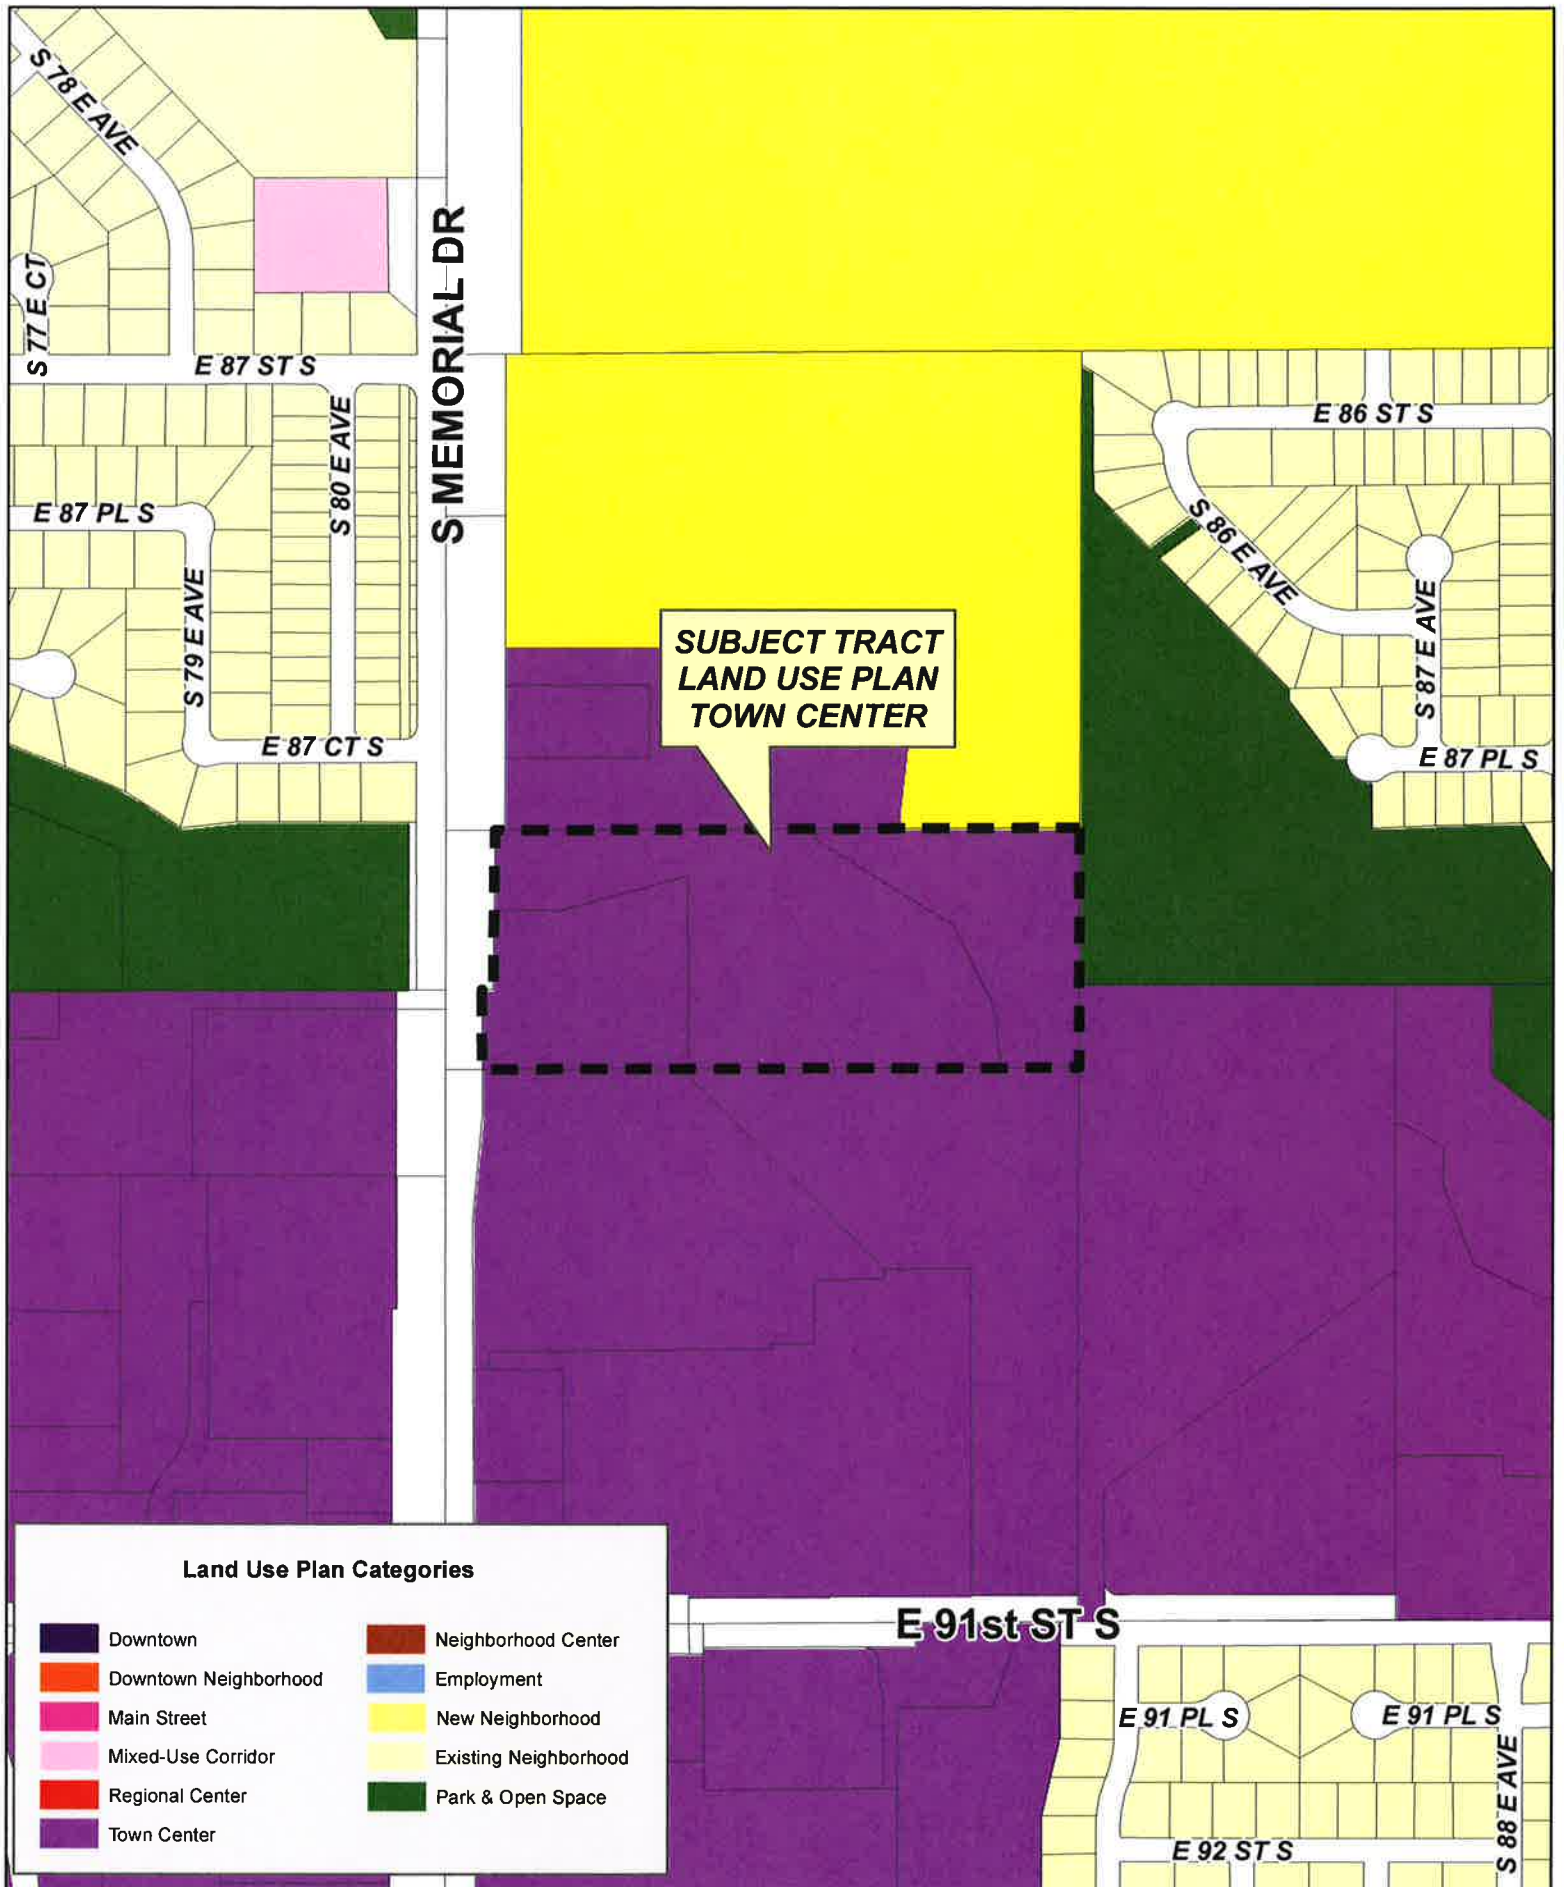 S 78 E AVE
S 77 E CT
S MEMORIAL DR
E 87 ST S
S 80 E AVE
E 87 PL S
S 79 E AVE
E 87 CT S
E 86 ST S
S 86 E AVE
S 87 E AVE
E 87 PL S
SUBJECT TRACT
LAND USE PLAN
TOWN CENTER
E 91st ST S
E 91 PL S
E 91 PL S
S 88 E AVE
E 92 ST S
Land Use Plan Categories
Downtown
Downtown Neighborhood
Main Street
Mixed-Use Corridor
Regional Center
Town Center
Neighborhood Center
Employment
New Neighborhood
Existing Neighborhood
Park & Open Space